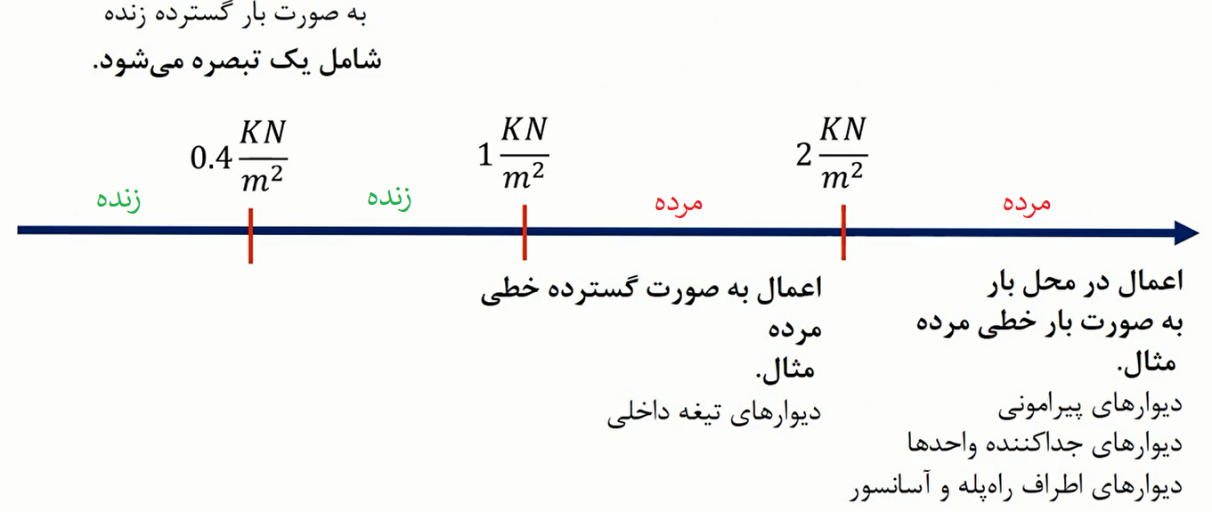 به صورت بار گسترده زنده
شامل یک تبصره می‌شود.
0.4 KN/m²
1 KN/m²
2 KN/m²
زنده
زنده
مرده
مرده
اعمال به صورت گسترده خطی
مرده
مثال.
دیوارهای تیغه داخلی
اعمال در محل بار
به صورت بار خطی مرده
مثال.
دیوارهای پیرامونی
دیوارهای جداکننده واحدها
دیوارهای اطراف راه‌پله و آسانسور